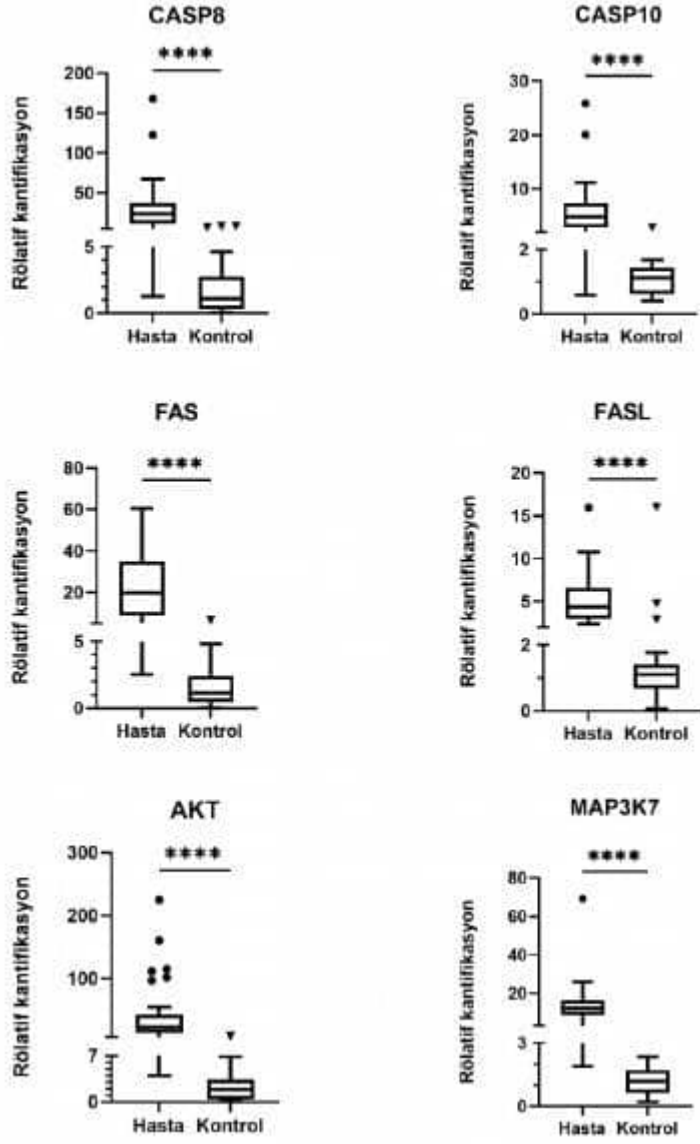 CASP8
****
Rölatif kantifikasyon
200
150
100
50
5
0
Hasta Kontrol
CASP10
****
Rölatif kantifikasyon
30
20
10
2
0
Hasta Kontrol
FAS
****
Rölatif kantifikasyon
80
60
40
20
5
0
Hasta Kontrol
FASL
****
Rölatif kantifikasyon
20
15
10
5
2
0
Hasta Kontrol
AKT
****
Rölatif kantifikasyon
300
200
100
7
0
Hasta Kontrol
MAP3K7
****
Rölatif kantifikasyon
80
60
40
20
3
0
Hasta Kontrol